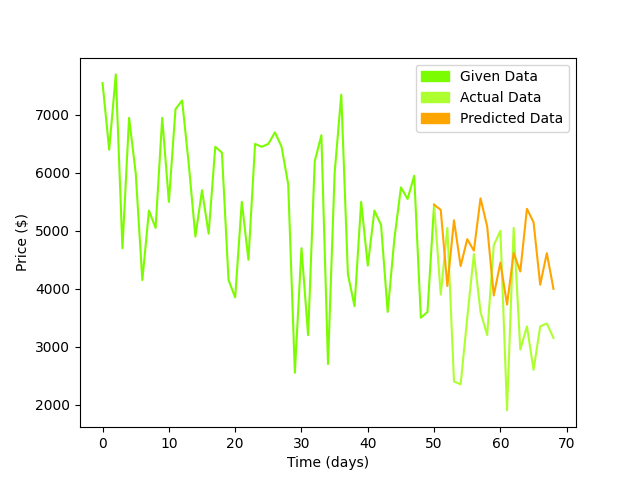 Given Data
Actual Data
Predicted Data
7000
6000
5000
4000
3000
2000
Price ($)
0 10 20 30 40 50 60 70
Time (days)